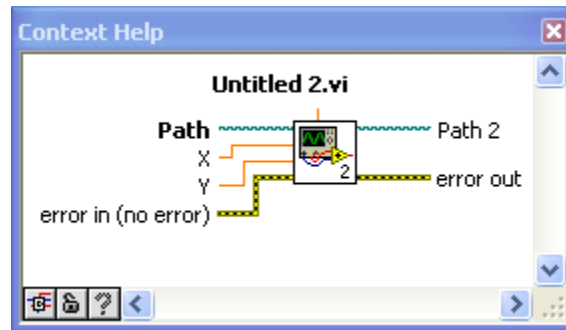 Context Help
Untitled 2.vi
Path
Path 2
X
Y
2
error out
error in (no error)
?